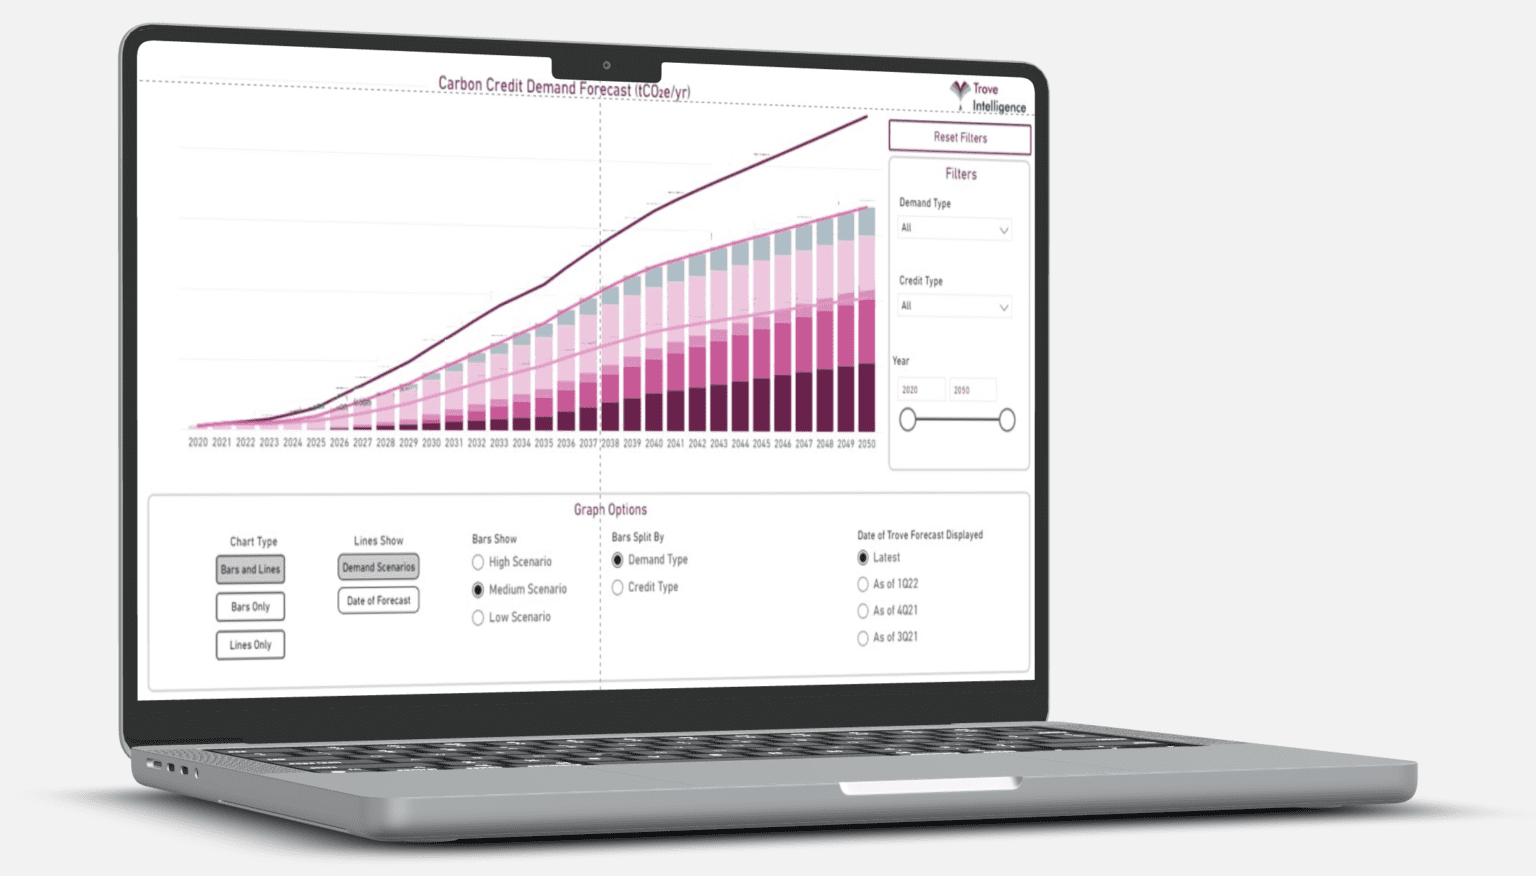 Carbon Credit Demand Forecast (tCO₂e/yr)
Trove
Intelligence
Reset Filters
Filters
Demand Type
All
Credit Type
All
Year
2020 2050
2020 2021 2022 2023 2024 2025 2026 2027 2028 2029 2030 2031 2032 2033 2034 2035 2036 2037 2038 2039 2040 2041 2042 2043 2044 2045 2046 2047 2048 2049 2050
Graph Options
Chart Type
Bars and Lines
Bars Only
Lines Only
Lines Show
Demand Scenarios
Date of Forecast
Bars Show
High Scenario
Medium Scenario
Low Scenario
Bars Split By
Demand Type
Credit Type
Date of Trove Forecast Displayed
Latest
As of 1Q22
As of 4Q21
As of 3Q21